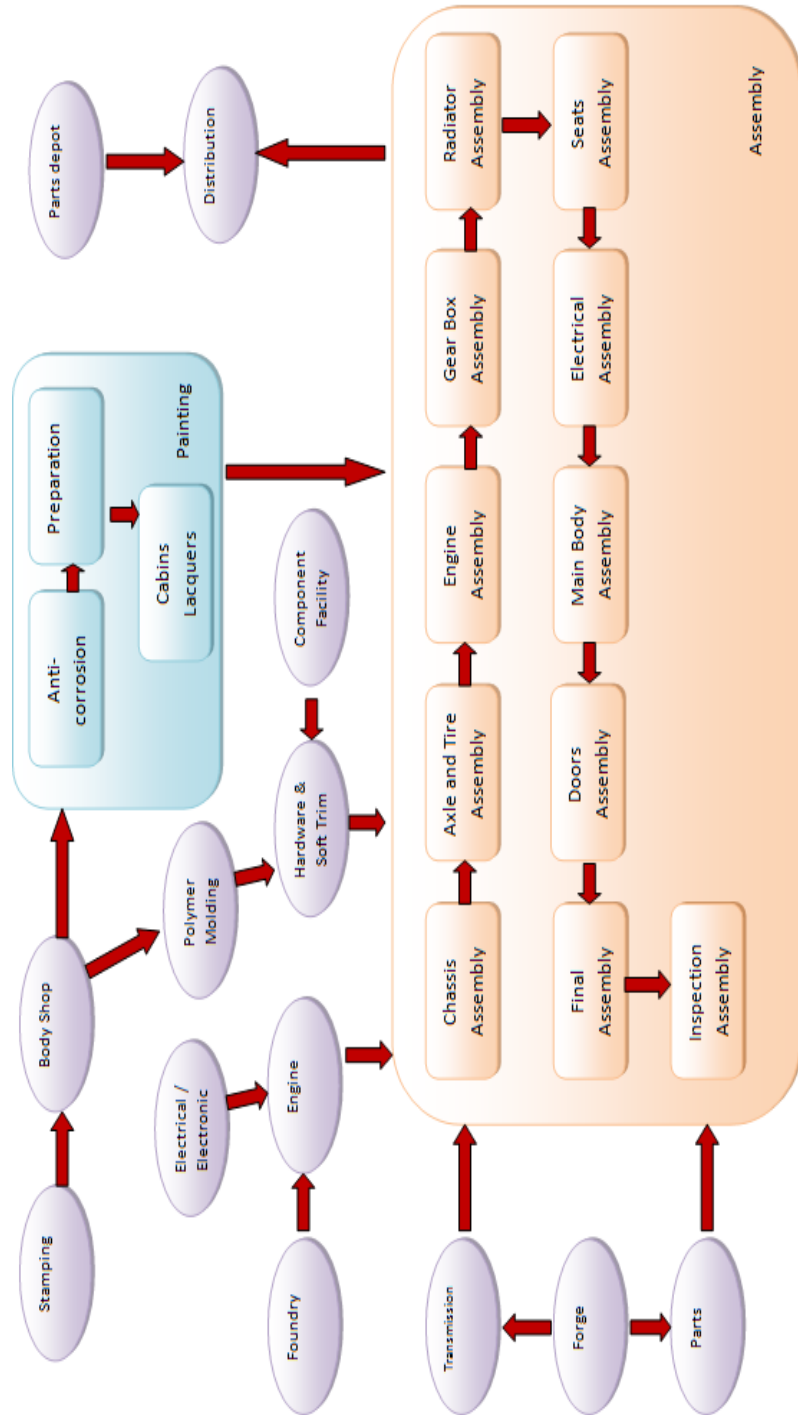 Stamping
Body Shop
Anti-
corrosion
Preparation
Cabins
Lacquers
Painting
Parts depot
Distribution
Electrical /
Electronic
Polymer
Molding
Foundry
Engine
Hardware &
Soft Trim
Component
Facility
Transmission
Forge
Parts
Chassis
Assembly
Axle and Tire
Assembly
Engine
Assembly
Gear Box
Assembly
Radiator
Assembly
Seats
Assembly
Electrical
Assembly
Main Body
Assembly
Doors
Assembly
Final
Assembly
Inspection
Assembly
Assembly